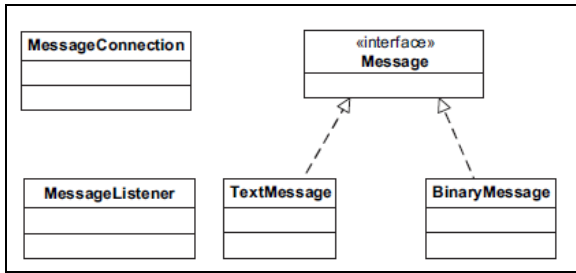 MessageConnection
«interface»
Message
MessageListener
TextMessage
BinaryMessage